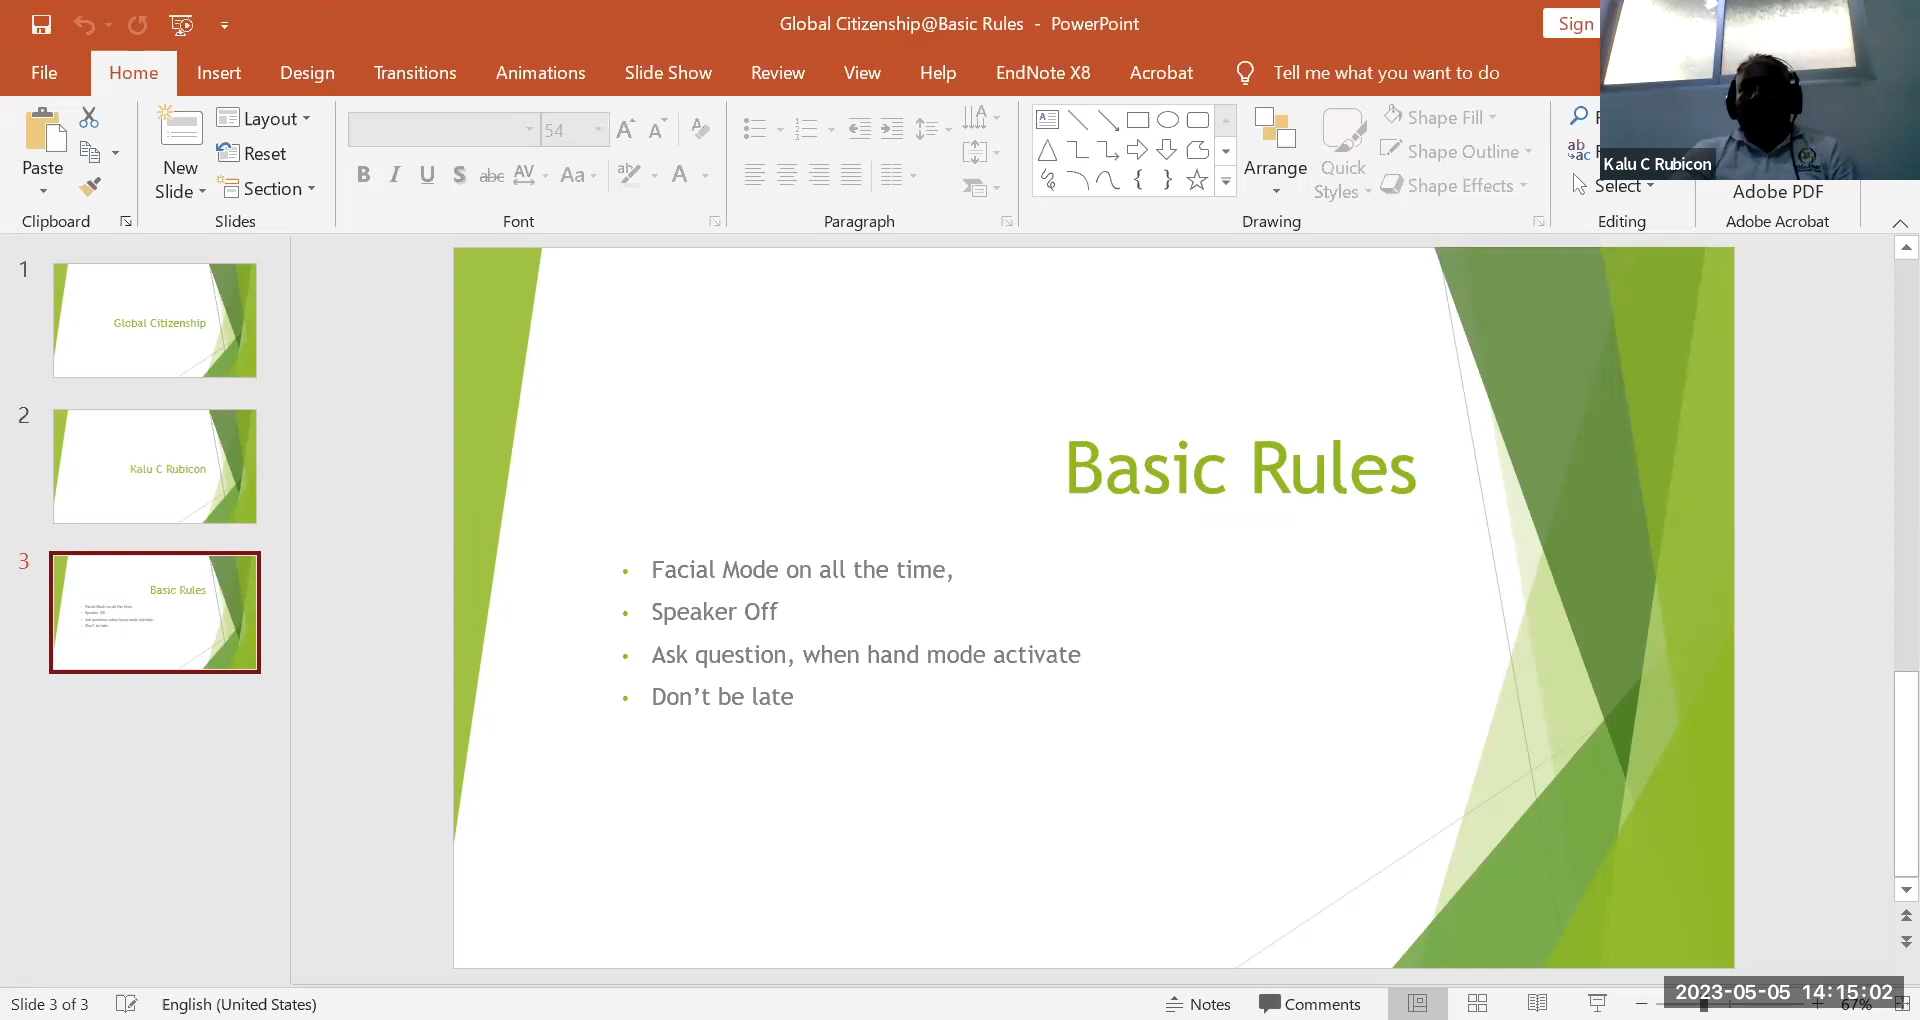 Global Citizenship@Basic Rules - PowerPoint
Sign
File Home Insert Design Transitions Animations Slide Show Review View Help EndNote X8 Acrobat Tell me what you want to do
Paste
New
Slide
Layout
Reset
Section
54
B I U S abc AV Aa A
Arrange
Quick
Styles
Shape Fill
Shape Outline
Shape Effects
Select
Adobe PDF
Kalu C Rubicon
Clipboard Slides Font Paragraph Drawing Editing Adobe Acrobat
1
Global Citizenship
2
Kalu C Rubicon
3
Basic Rules
Basic Rules
• Facial Mode on all the time,
• Speaker Off
• Ask question, when hand mode activate
• Don’t be late
Slide 3 of 3 English (United States) Notes Comments 67%
2023-05-05 14:15:02